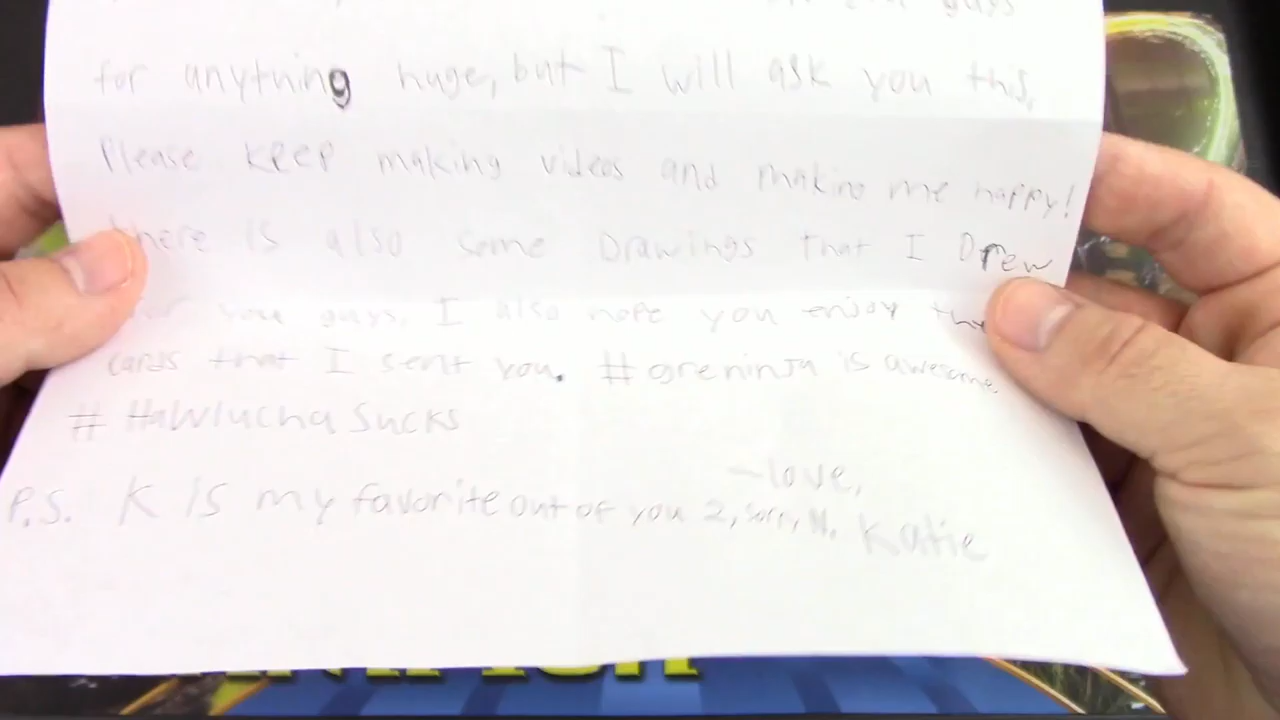 guys
for anything huge, but I will ask you this,
Please keep making videos and making me happy!
there is also some Drawings that I Drew
for you guys. I also hope you enjoy the
cards that I sent you. #greninja is awesome
# Hawlucha Sucks
-love,
P.S. K is my favorite out of you 2, sorry M.
Katie